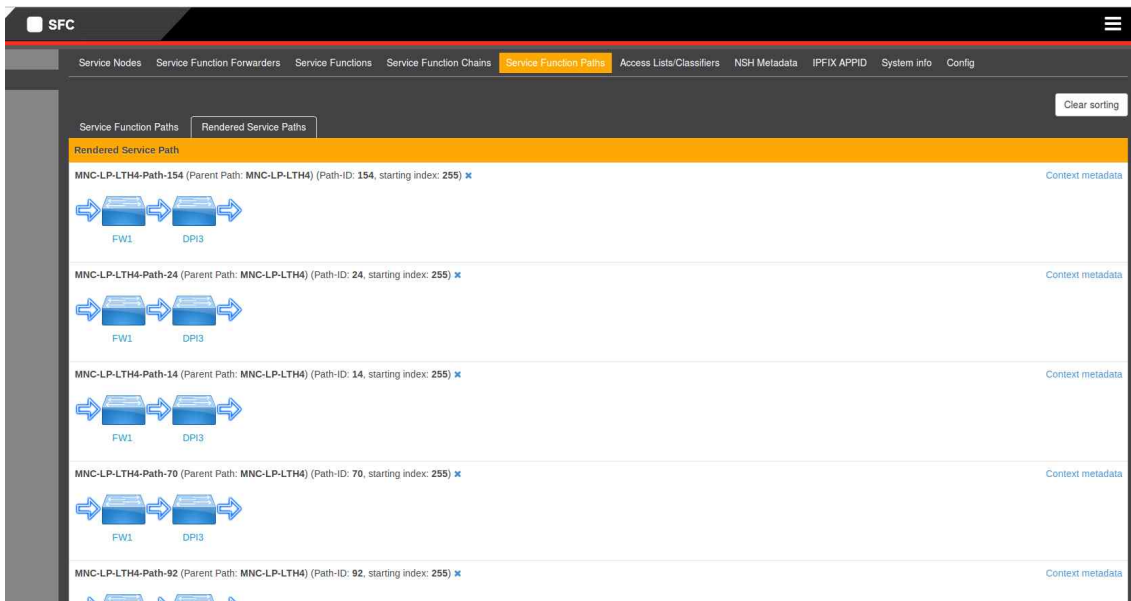 SFC
Service Nodes Service Function Forwarders Service Functions Service Function Chains Service Function Paths Access Lists/Classifiers NSH Metadata IPFIX APPID System info Config
Clear sorting
Service Function Paths Rendered Service Paths
Rendered Service Path
MNC-LP-LTH4-Path-154 (Parent Path: MNC-LP-LTH4) (Path-ID: 154, starting index: 255) × Context metadata
FW1 DPI3
MNC-LP-LTH4-Path-24 (Parent Path: MNC-LP-LTH4) (Path-ID: 24, starting index: 255) × Context metadata
FW1 DPI3
MNC-LP-LTH4-Path-14 (Parent Path: MNC-LP-LTH4) (Path-ID: 14, starting index: 255) × Context metadata
FW1 DPI3
MNC-LP-LTH4-Path-70 (Parent Path: MNC-LP-LTH4) (Path-ID: 70, starting index: 255) × Context metadata
FW1 DPI3
MNC-LP-LTH4-Path-92 (Parent Path: MNC-LP-LTH4) (Path-ID: 92, starting index: 255) × Context metadata